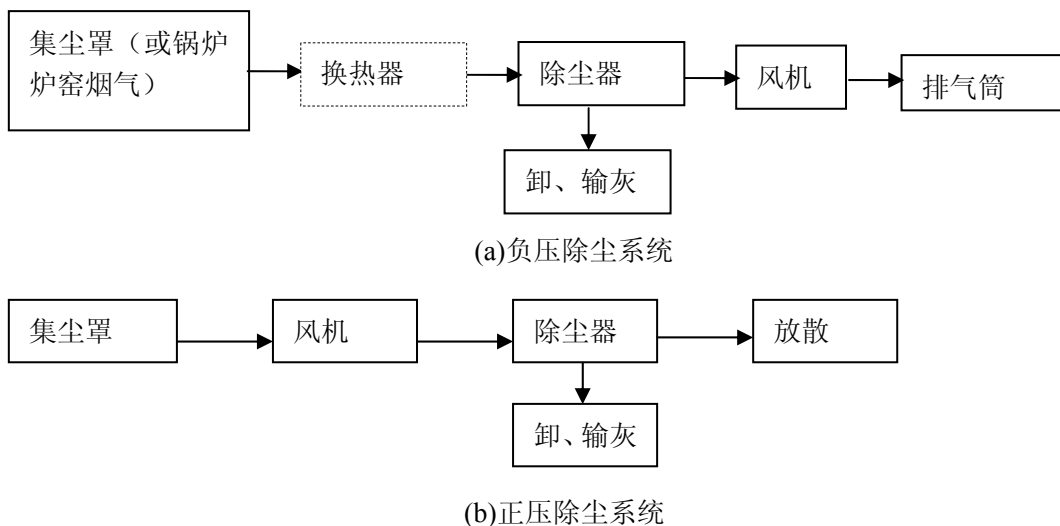 集尘罩（或锅炉
炉窑烟气）
换热器
除尘器
风机
排气筒
卸、输灰
(a)负压除尘系统
集尘罩
风机
除尘器
放散
卸、输灰
(b)正压除尘系统